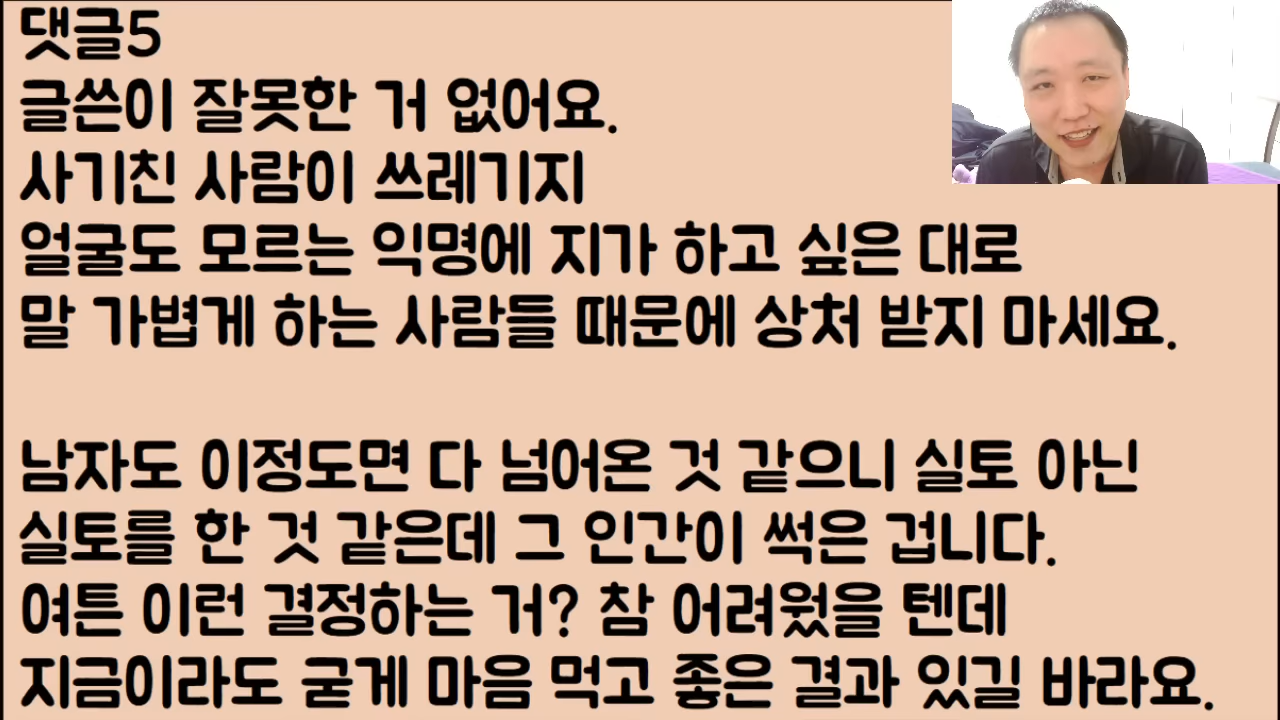 댓글5
글쓴이 잘못한 거 없어요.
사기친 사람이 쓰레기지
얼굴도 모르는 익명에 지가 하고 싶은 대로
말 가볍게 하는 사람들 때문에 상처 받지 마세요.
남자도 이정도면 다 넘어온 것 같으니 실토 아닌
실토를 한 것 같은데 그 인간이 썩은 겁니다.
여튼 이런 결정하는 거? 참 어려웠을 텐데
지금이라도 굳게 마음 먹고 좋은 결과 있길 바라요.